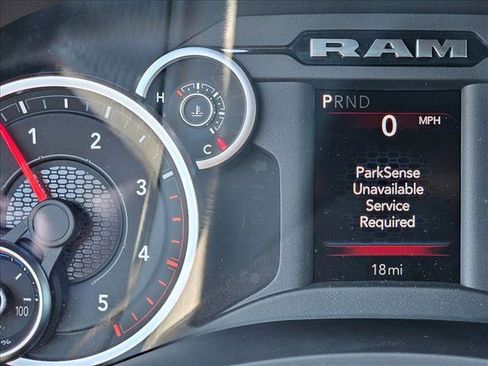 RAM
PRND
0 MPH
ParkSense
Unavailable
Service
Required
18mi
H
C
1
2
3
4
5
100
%